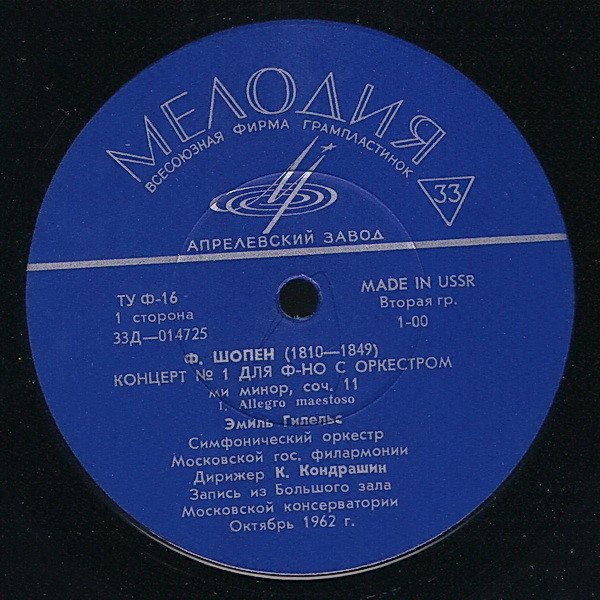 МЕЛОДИЯ
ВСЕСОЮЗНАЯ ФИРМА ГРАМПЛАСТИНОК
33
АПРЕЛЕВСКИЙ ЗАВОД
ТУ Ф-16
1 сторона
33Д—014725
MADE IN USSR
Вторая гр.
1-00
Ф. ШОПЕН (1810—1849)
КОНЦЕРТ № 1 ДЛЯ Ф-НО С ОРКЕСТРОМ
ми минор, соч. 11
1. Allegro maestoso
Эмиль Гилельс
Симфонический оркестр
Московской гос. филармонии
Дирижер К. Кондрашин
Запись из Большого зала
Московской консерватории
Октябрь 1962 г.